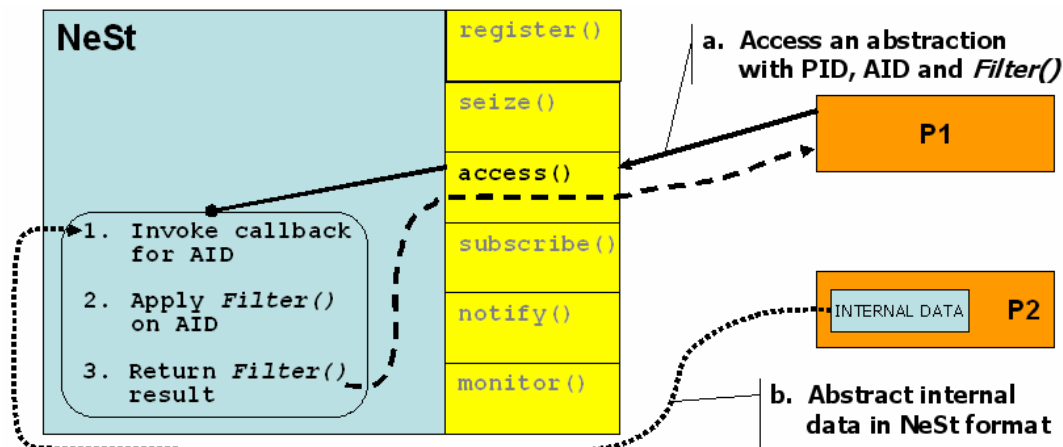 NeSt
register()
seize()
access()
subscribe()
notify()
monitor()
1. Invoke callback
for AID
2. Apply Filter()
on AID
3. Return Filter()
result
a. Access an abstraction
with PID, AID and Filter()
P1
INTERNAL DATA
P2
b. Abstract internal
data in NeSt format